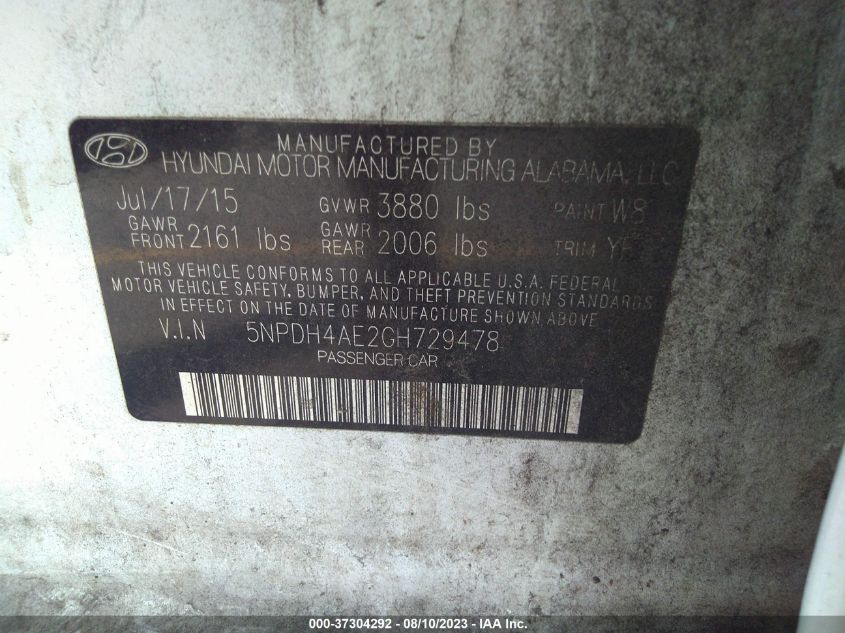 MANUFACTURED BY
HYUNDAI MOTOR MANUFACTURING ALABAMA, LLC
Jul/17/15 GVWR 3880 lbs PAINT W8
GAWR FRONT 2161 lbs GAWR REAR 2006 lbs TRIM
THIS VEHICLE CONFORMS TO ALL APPLICABLE U.S.A. FEDERAL
MOTOR VEHICLE SAFETY, BUMPER, AND THEFT PREVENTION STANDARDS
IN EFFECT ON THE DATE OF MANUFACTURE SHOWN ABOVE
V.I.N 5NPDH4AE2GH729478
PASSENGER CAR
000-37304292 - 08/10/2023 - IAA Inc.